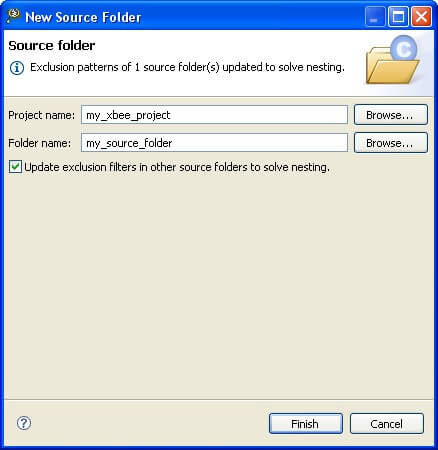 New Source Folder
Source folder
Exclusion patterns of 1 source folder(s) updated to solve nesting.
C
Project name: my_xbee_project Browse...
Folder name: my_source_folder Browse...
Update exclusion filters in other source folders to solve nesting.
? Finish Cancel